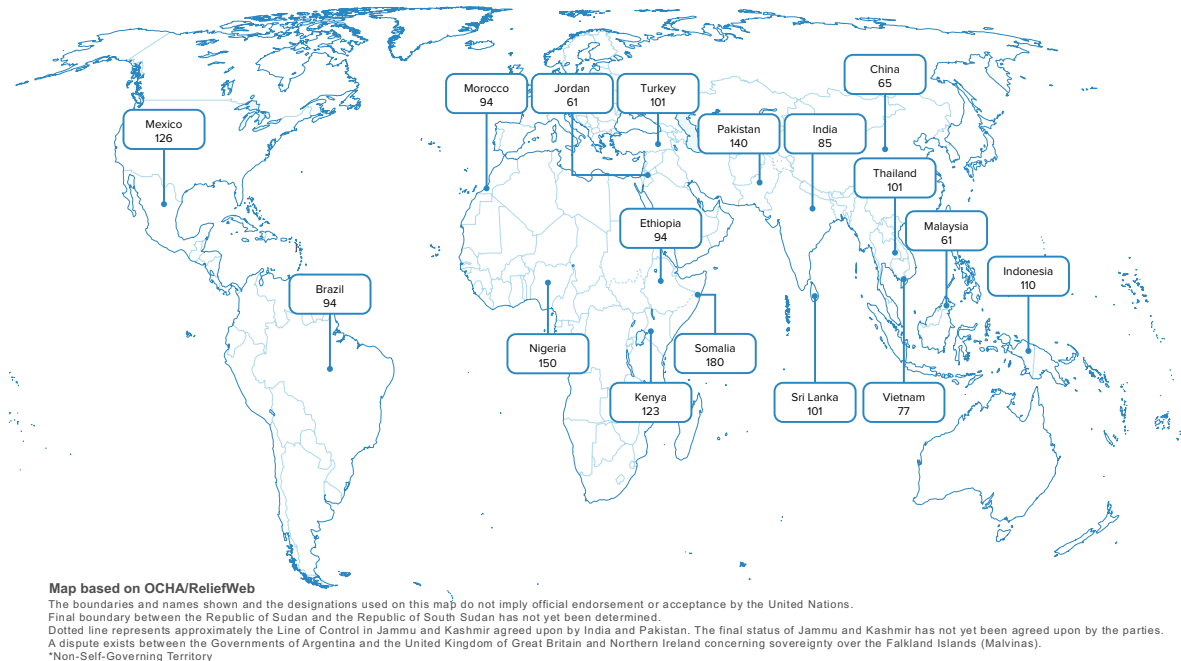 China
65
Morocco
94
Jordan
61
Turkey
101
Mexico
126
Pakistan
140
India
85
Thailand
101
Ethiopia
94
Malaysia
61
Indonesia
110
Brazil
94
Nigeria
150
Somalia
180
Kenya
123
Sri Lanka
101
Vietnam
77
Map based on OCHA/ReliefWeb
The boundaries and names shown and the designations used on this map do not imply official endorsement or acceptance by the United Nations.
Final boundary between the Republic of Sudan and the Republic of South Sudan has not yet been determined.
Dotted line represents approximately the Line of Control in Jammu and Kashmir agreed upon by India and Pakistan. The final status of Jammu and Kashmir has not yet been agreed upon by the parties.
A dispute exists between the Governments of Argentina and the United Kingdom of Great Britain and Northern Ireland concerning sovereignty over the Falkland Islands (Malvinas).
*Non-Self-Governing Territory